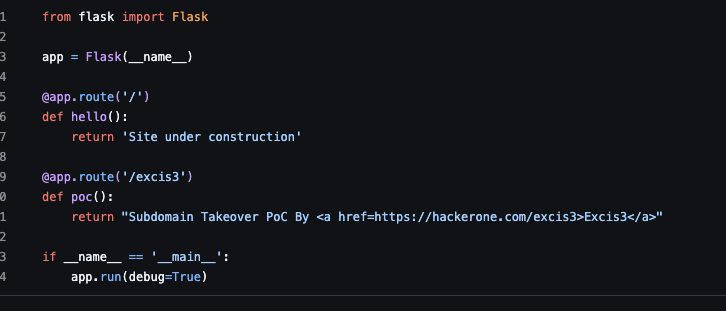 1 from flask import Flask
2
3 app = Flask(__name__)
4
5 @app.route('/')
6 def hello():
7     return 'Site under construction'
8
9 @app.route('/excis3')
0 def poc():
1     return "Subdomain Takeover PoC By <a href=https://hackerone.com/excis3>Excis3</a>"
2
3 if __name__ == '__main__':
4     app.run(debug=True)